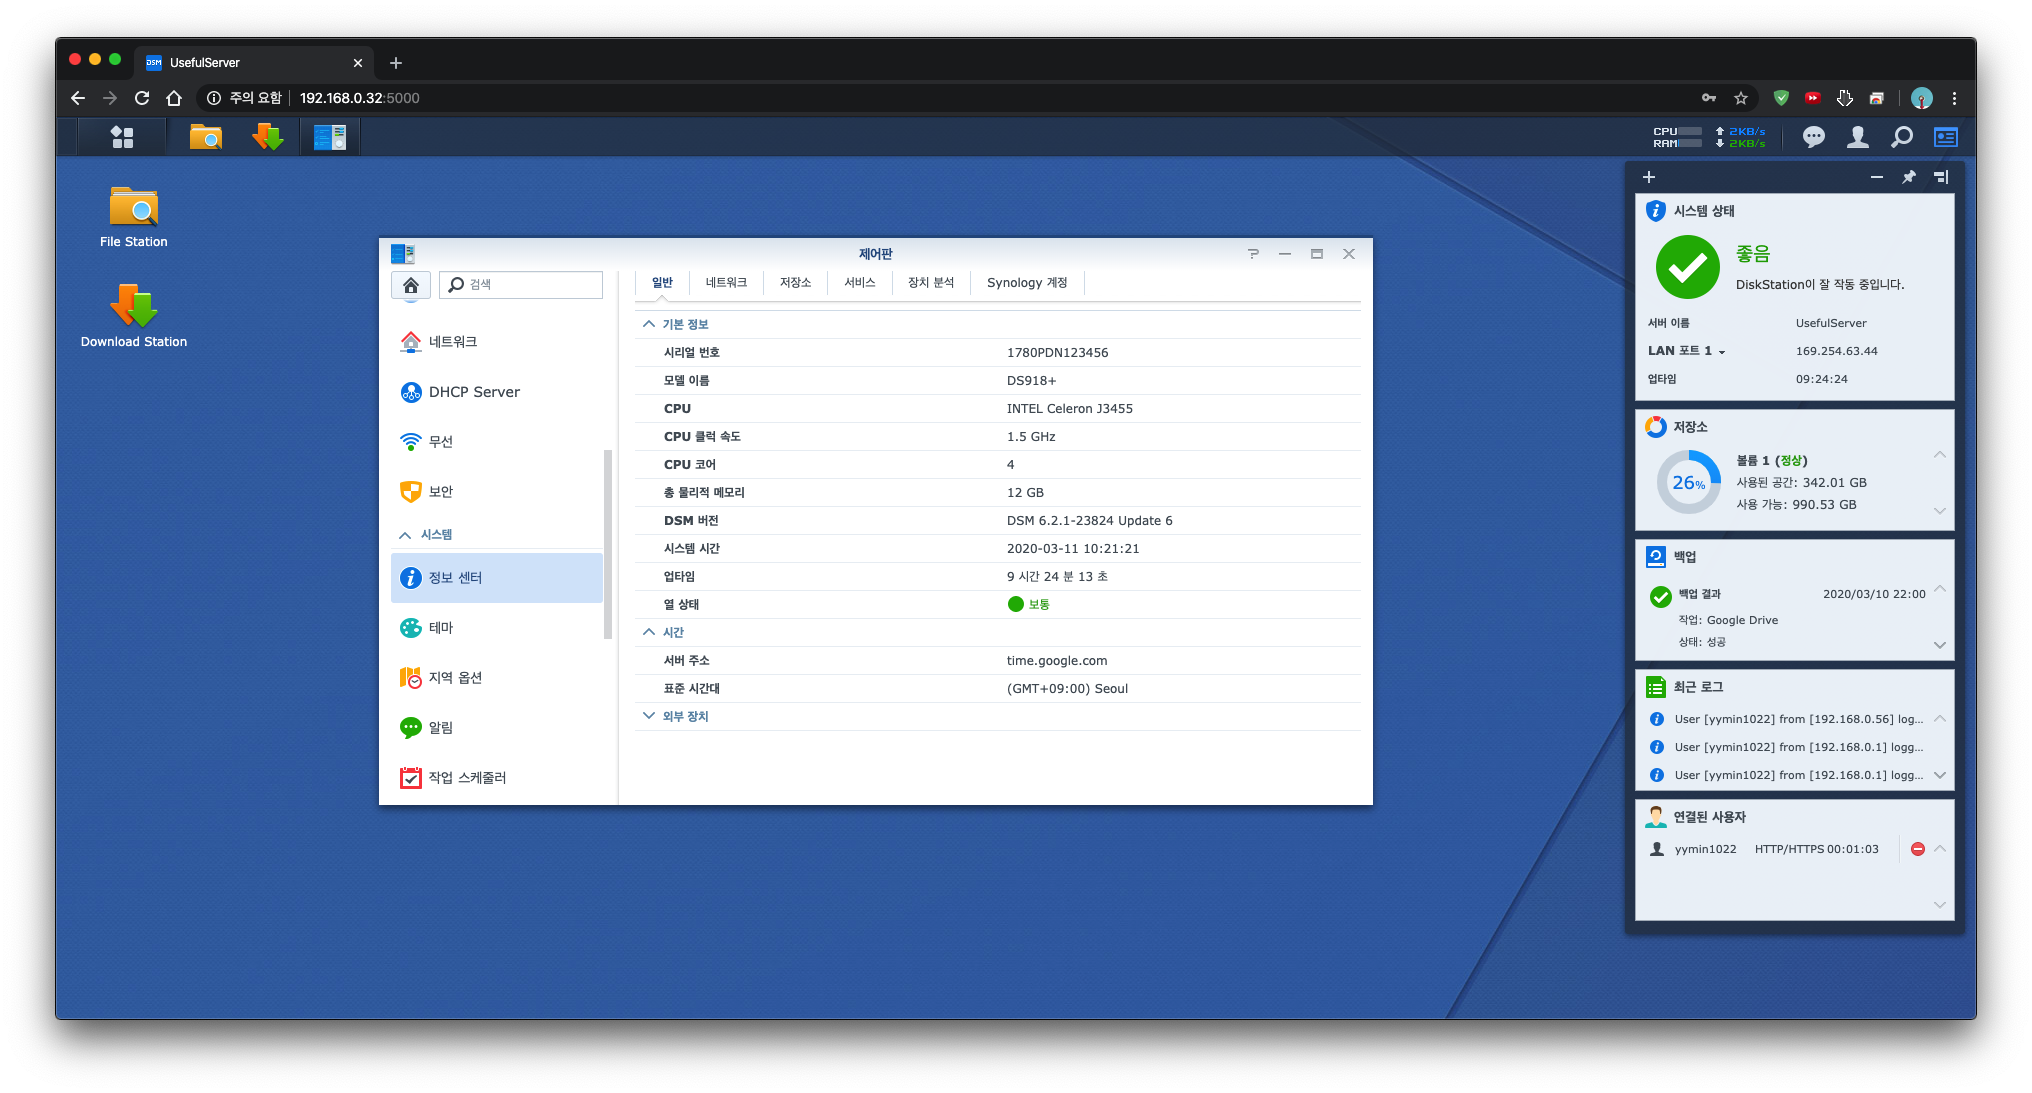 DSM UsefulServer
주의 요함 192.168.0.32:5000
CPU 2KB/s
RAM 2KB/s
File Station
Download Station
제어판
검색
네트워크
DHCP Server
무선
보안
시스템
정보 센터
테마
지역 옵션
알림
작업 스케줄러
일반 네트워크 저장소 서비스 장치 분석 Synology 계정
기본 정보
시리얼 번호 1780PDN123456
모델 이름 DS918+
CPU INTEL Celeron J3455
CPU 클럭 속도 1.5 GHz
CPU 코어 4
총 물리적 메모리 12 GB
DSM 버전 DSM 6.2.1-23824 Update 6
시스템 시간 2020-03-11 10:21:21
업타임 9 시간 24 분 13 초
열 상태 보통
시간
서버 주소 time.google.com
표준 시간대 (GMT+09:00) Seoul
외부 장치
시스템 상태
좋음
DiskStation이 잘 작동 중입니다.
서버 이름 UsefulServer
LAN 포트 1 169.254.63.44
업타임 09:24:24
저장소
26%
볼륨 1 (정상)
사용된 공간: 342.01 GB
사용 가능: 990.53 GB
백업
백업 결과 2020/03/10 22:00
작업: Google Drive
상태: 성공
최근 로그
User [yymin1022] from [192.168.0.56] log...
User [yymin1022] from [192.168.0.1] logg...
User [yymin1022] from [192.168.0.1] logg...
연결된 사용자
yymin1022 HTTP/HTTPS 00:01:03